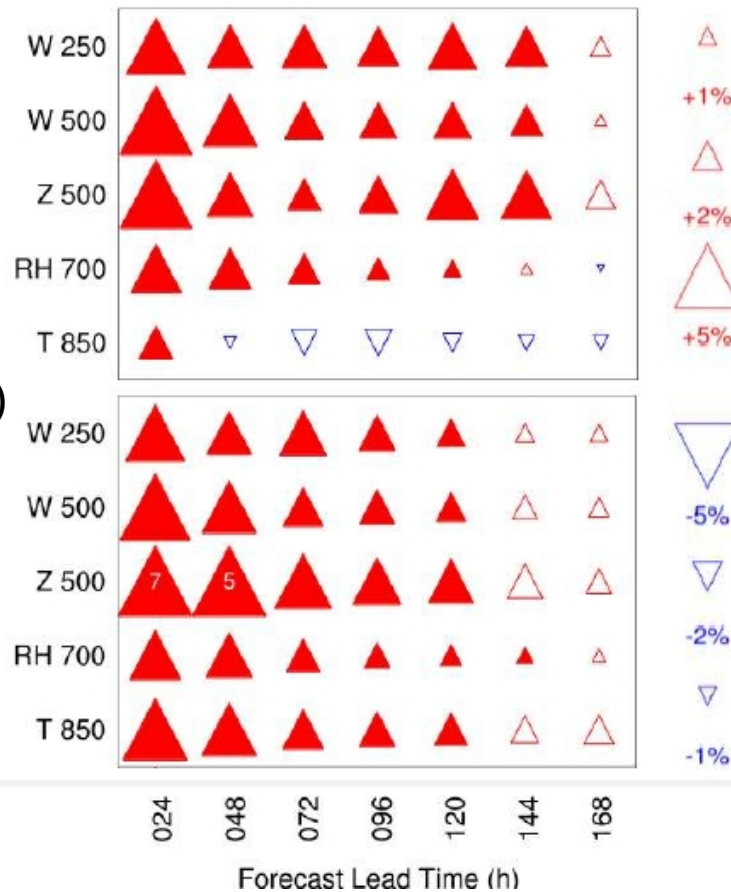 W 250
W 500
Z 500
RH 700
T 850
+1%
+2%
+5%
)
W 250
W 500
Z 500
7 5
RH 700
T 850
-5%
-2%
-1%
024 048 072 096 120 144 168
Forecast Lead Time (h)